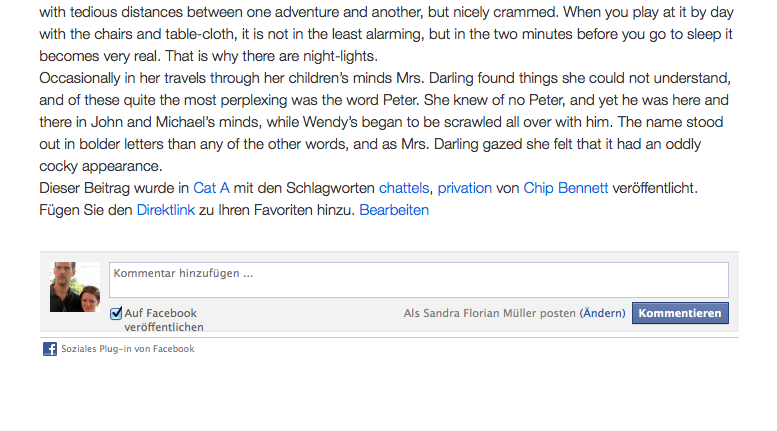 with tedious distances between one adventure and another, but nicely crammed. When you play at it by day
with the chairs and table-cloth, it is not in the least alarming, but in the two minutes before you go to sleep it
becomes very real. That is why there are night-lights.
Occasionally in her travels through her children’s minds Mrs. Darling found things she could not understand,
and of these quite the most perplexing was the word Peter. She knew of no Peter, and yet he was here and
there in John and Michael’s minds, while Wendy’s began to be scrawled all over with him. The name stood
out in bolder letters than any of the other words, and as Mrs. Darling gazed she felt that it had an oddly
cocky appearance.
Dieser Beitrag wurde in Cat A mit den Schlagworten chattels, privation von Chip Bennett veröffentlicht.
Fügen Sie den Direktlink zu Ihren Favoriten hinzu. Bearbeiten
Kommentar hinzufügen ...
Auf Facebook
veröffentlichen
Als Sandra Florian Müller posten (Ändern)
Kommentieren
Soziales Plug-in von Facebook